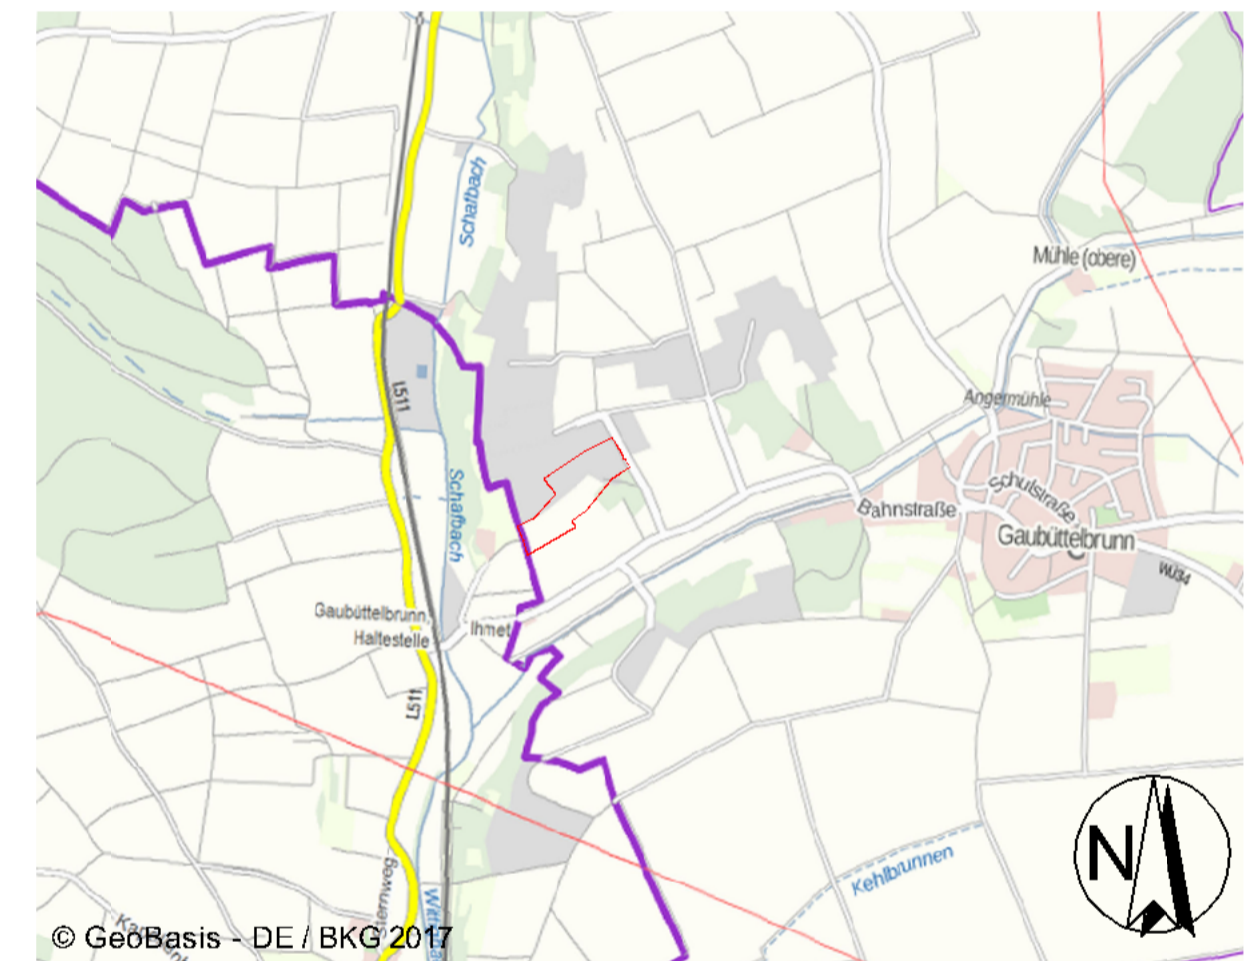 Schafbach
Mühle (obere)
L511
Angermühle
Schafbach
Schulstraße
Bahnstraße
Gaubüttelbrunn
WÜ34
Gaubüttelbrunn,
Haltestelle
Ihmet
L511
N
Kehlbrunnen
Sternweg
© GeoBasis - DE / BKG 2017